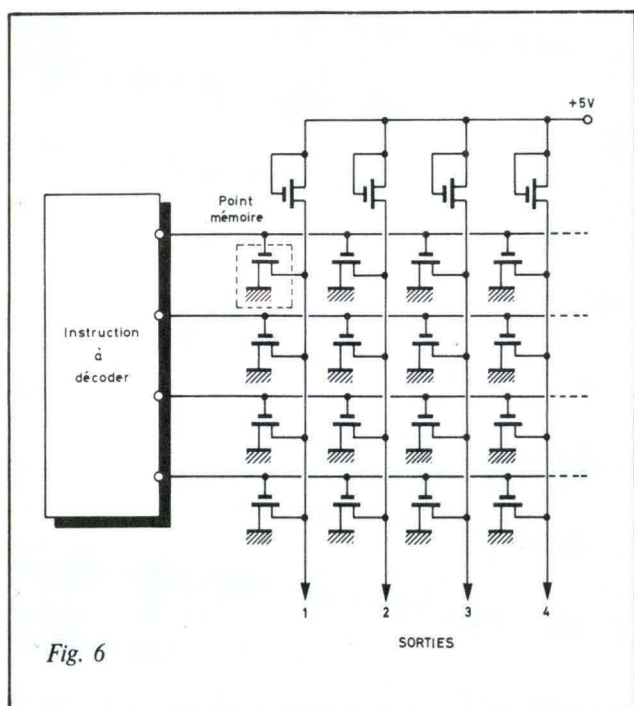 +5V
Point
mémoire
Instruction
à
décoder
1 2 3 4
SORTIES
Fig. 6